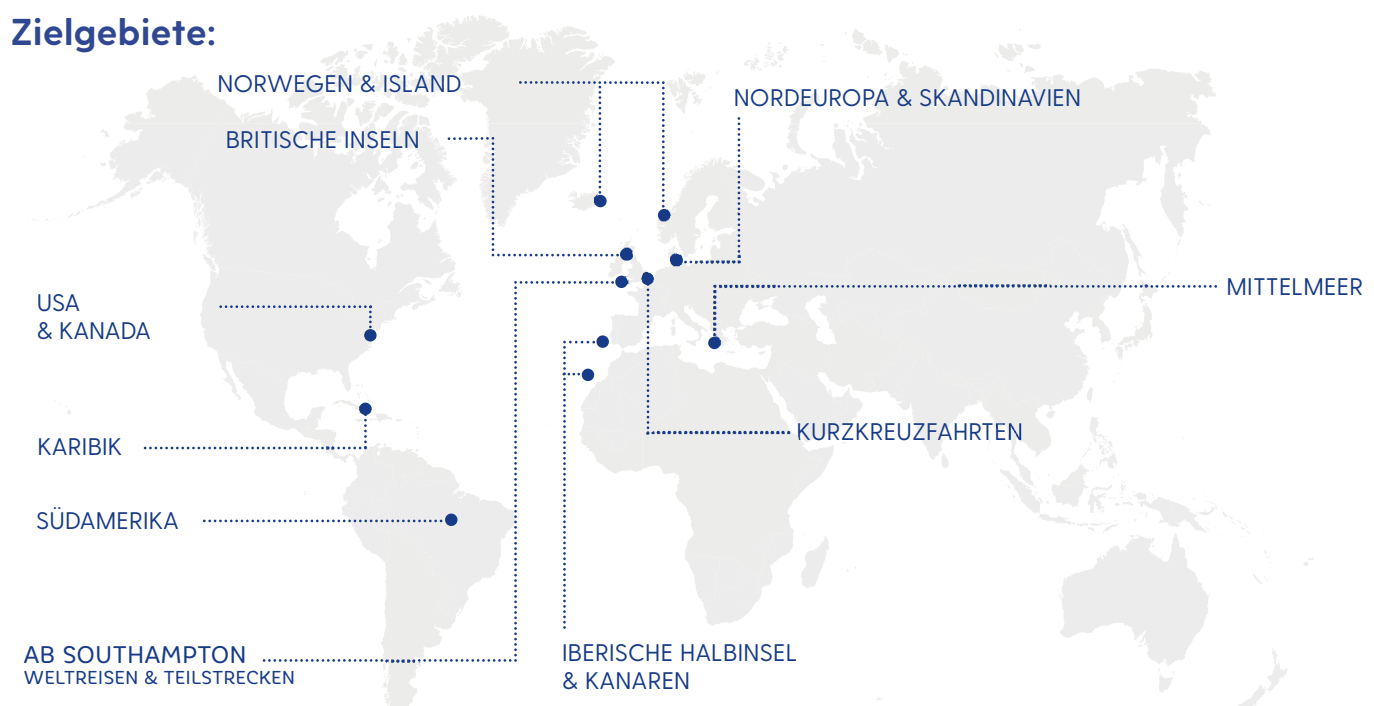 Zielgebiete:
NORWEGEN & ISLAND
NORDEUROPA & SKANDINAVIEN
BRITISCHE INSELN
USA
& KANADA
MITTELMEER
KARIBIK
KURZKREUZFAHRTEN
SÜDAMERIKA
AB SOUTHAMPTON
WELTREISEN & TEILSTRECKEN
IBERISCHE HALBINSEL
& KANAREN